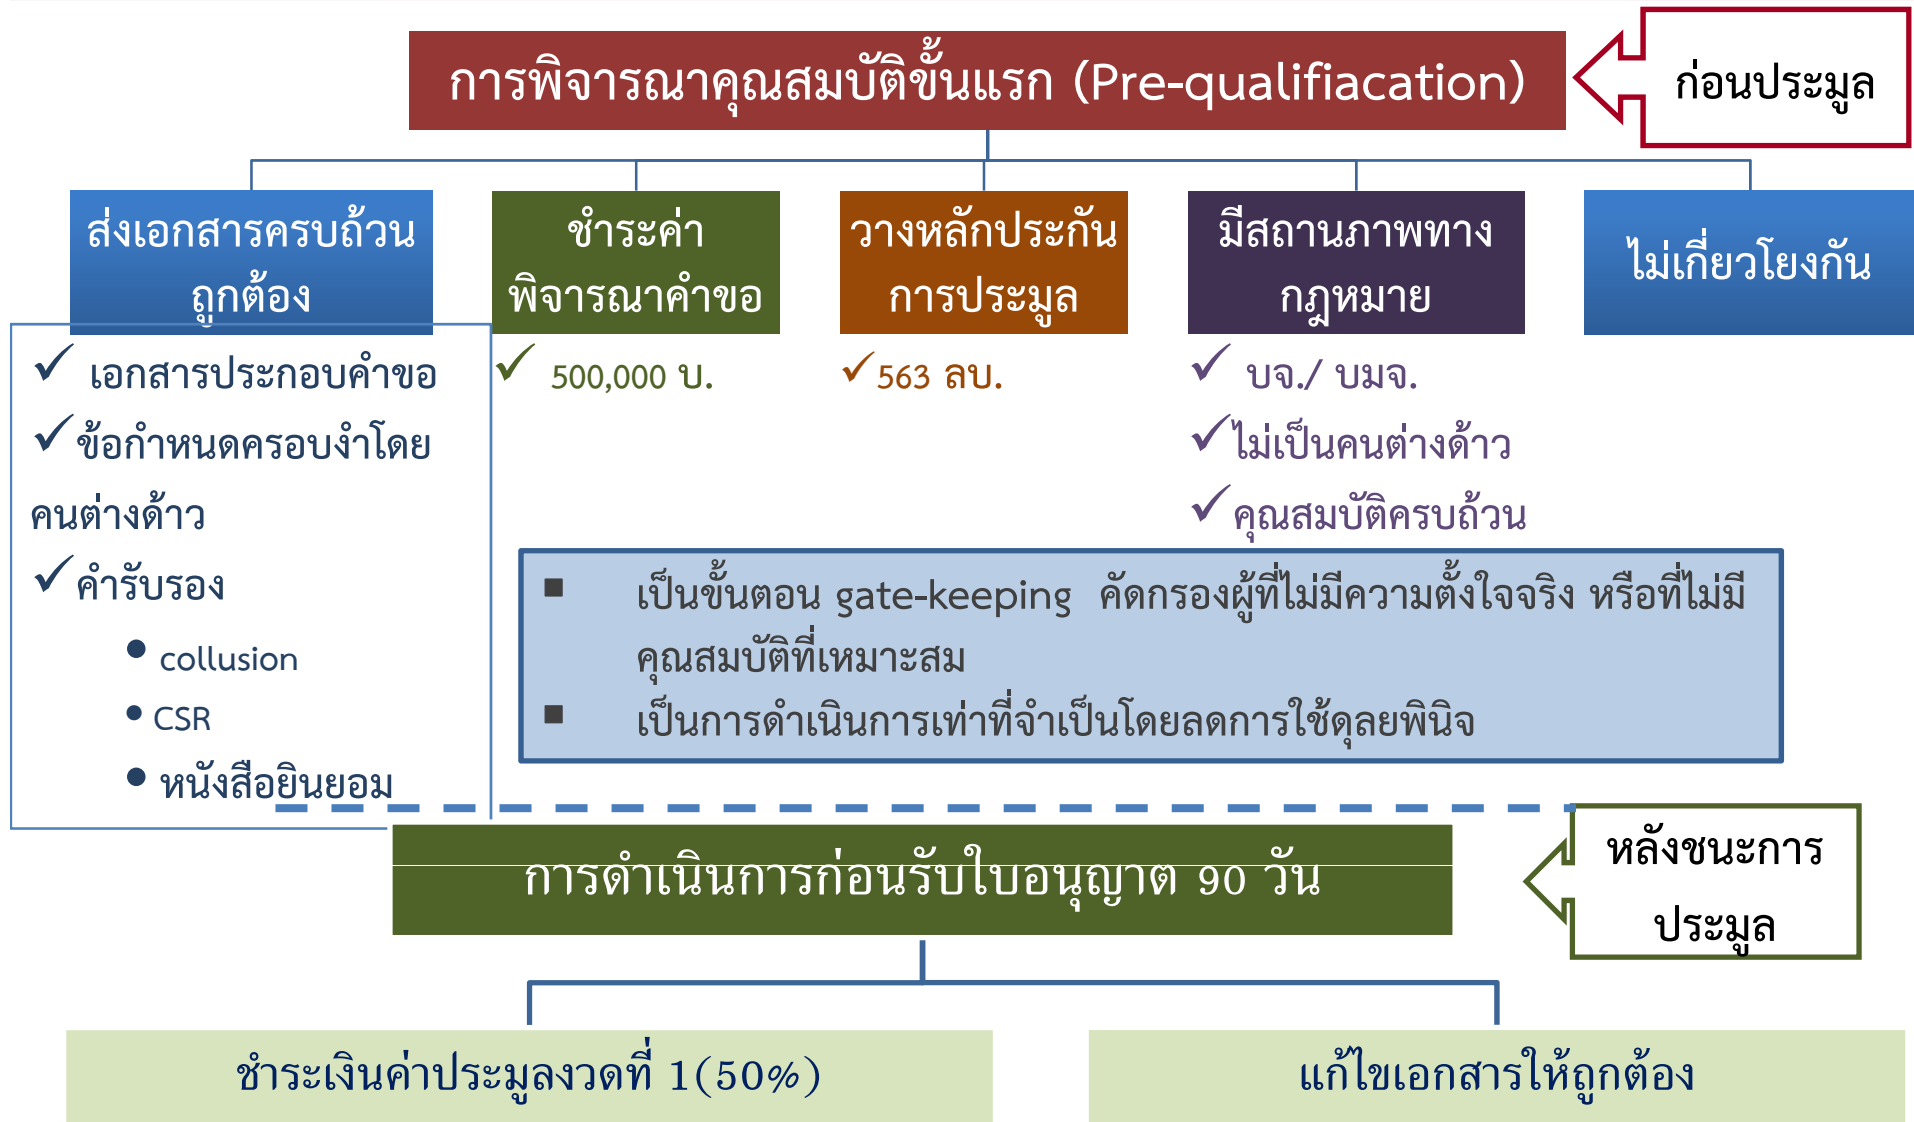 การพิจารณาคุณสมบัติขั้นแรก (Pre-qualifiacation)
ก่อนประมูล
ส่งเอกสารครบถ้วน
ถูกต้อง
ชำระค่า
พิจารณาคำขอ
วางหลักประกัน
การประมูล
มีสถานภาพทาง
กฎหมาย
ไม่เกี่ยวโยงกัน
✓ เอกสารประกอบคำขอ
✓ ข้อกำหนดครอบงำโดย
คนต่างด้าว
✓ คำรับรอง
• collusion
• CSR
• หนังสือยินยอม
✓ 500,000 บ.
✓ 563 ลบ.
✓ บจ./ บมจ.
✓ ไม่เป็นคนต่างด้าว
✓ คุณสมบัติครบถ้วน
▪ เป็นขั้นตอน gate-keeping คัดกรองผู้ที่ไม่มีความตั้งใจจริง หรือที่ไม่มี
คุณสมบัติที่เหมาะสม
▪ เป็นการดำเนินการเท่าที่จำเป็นโดยลดการใช้ดุลยพินิจ
หลังชนะการ
ประมูล
การดำเนินการก่อนรับใบอนุญาต 90 วัน
ชำระเงินค่าประมูลงวดที่ 1(50%)
แก้ไขเอกสารให้ถูกต้อง